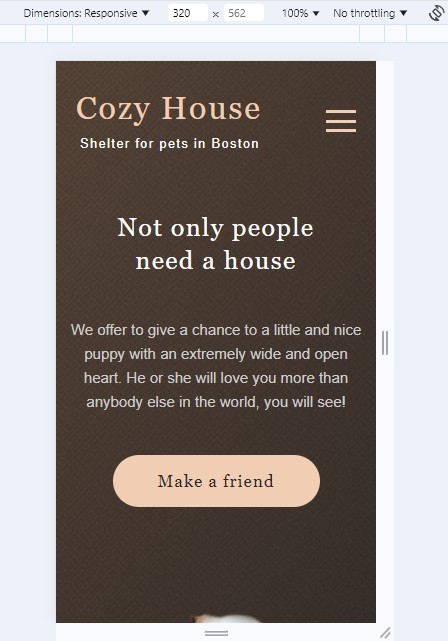 Dimensions: Responsive ▼ 320 × 562 100% ▼ No throttling ▼
Cozy House
Shelter for pets in Boston
Not only people
need a house
We offer to give a chance to a little and nice
puppy with an extremely wide and open
heart. He or she will love you more than
anybody else in the world, you will see!
Make a friend